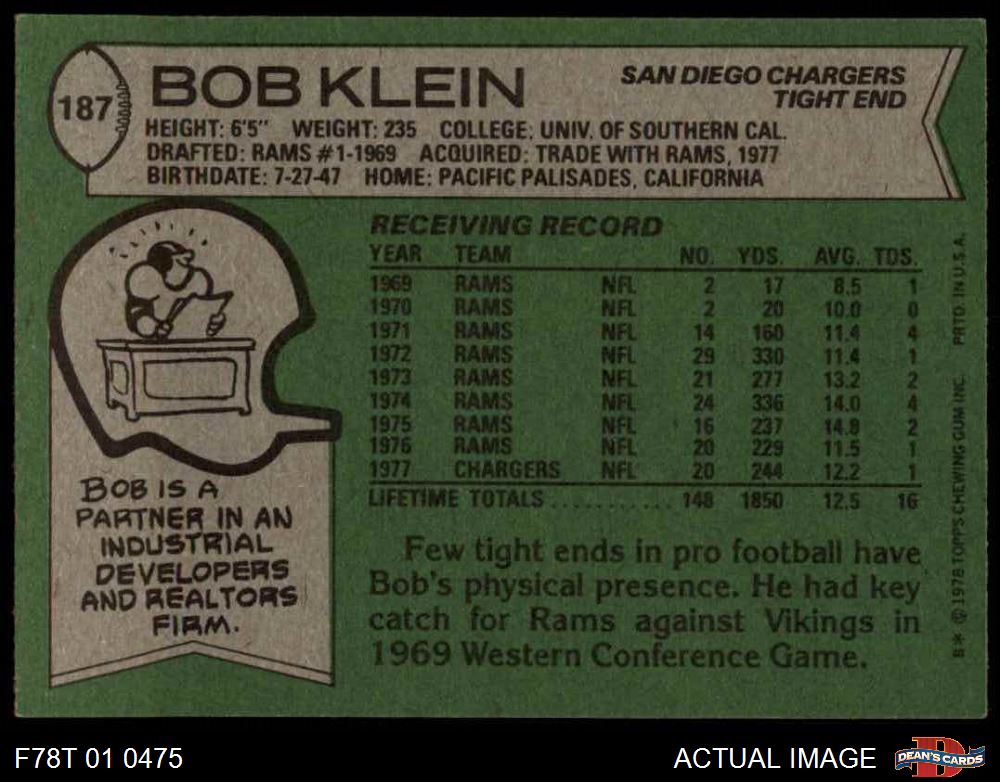 187
BOB KLEIN
SAN DIEGO CHARGERS
TIGHT END
HEIGHT: 6'5" WEIGHT: 235 COLLEGE: UNIV. OF SOUTHERN CAL.
DRAFTED: RAMS #1-1969 ACQUIRED: TRADE WITH RAMS, 1977
BIRTHDATE: 7-27-47 HOME: PACIFIC PALISADES, CALIFORNIA
RECEIVING RECORD
YEAR TEAM NO. YDS. AVG. TDS.
1969 RAMS NFL 2 17 8.5 1
1970 RAMS NFL 2 20 10.0 0
1971 RAMS NFL 14 160 11.4 4
1972 RAMS NFL 29 330 11.4 1
1973 RAMS NFL 21 277 13.2 2
1974 RAMS NFL 24 336 14.0 4
1975 RAMS NFL 16 237 14.8 2
1976 RAMS NFL 20 229 11.5 1
1977 CHARGERS NFL 20 244 12.2 1
LIFETIME TOTALS ........... 148 1850 12.5 16
BOB IS A
PARTNER IN AN
INDUSTRIAL
DEVELOPERS
AND REALTORS
FIRM.
Few tight ends in pro football have
Bob's physical presence. He had key
catch for Rams against Vikings in
1969 Western Conference Game.
B* © 1978 TOPPS CHEWING GUM INC. PRTD. IN U.S.A.
F78T 01 0475
ACTUAL IMAGE
D
DEAN'S CARDS